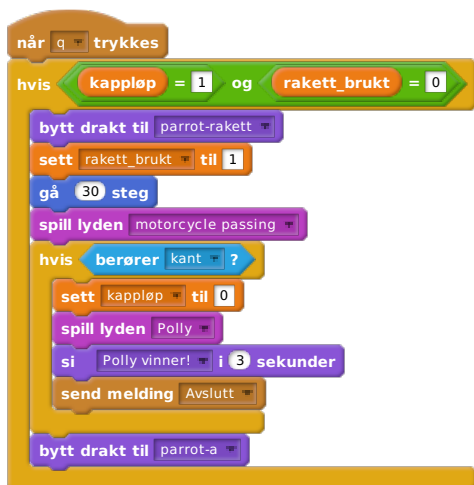 når q trykkes
hvis kappløp = 1 og rakett_brukt = 0
bytt drakt til parrot-rakett
sett rakett_brukt til 1
gå 30 steg
spill lyden motorcycle passing
hvis berører kant ?
sett kappløp til 0
spill lyden Polly
si Polly vinner! i 3 sekunder
send melding Avslutt
bytt drakt til parrot-a